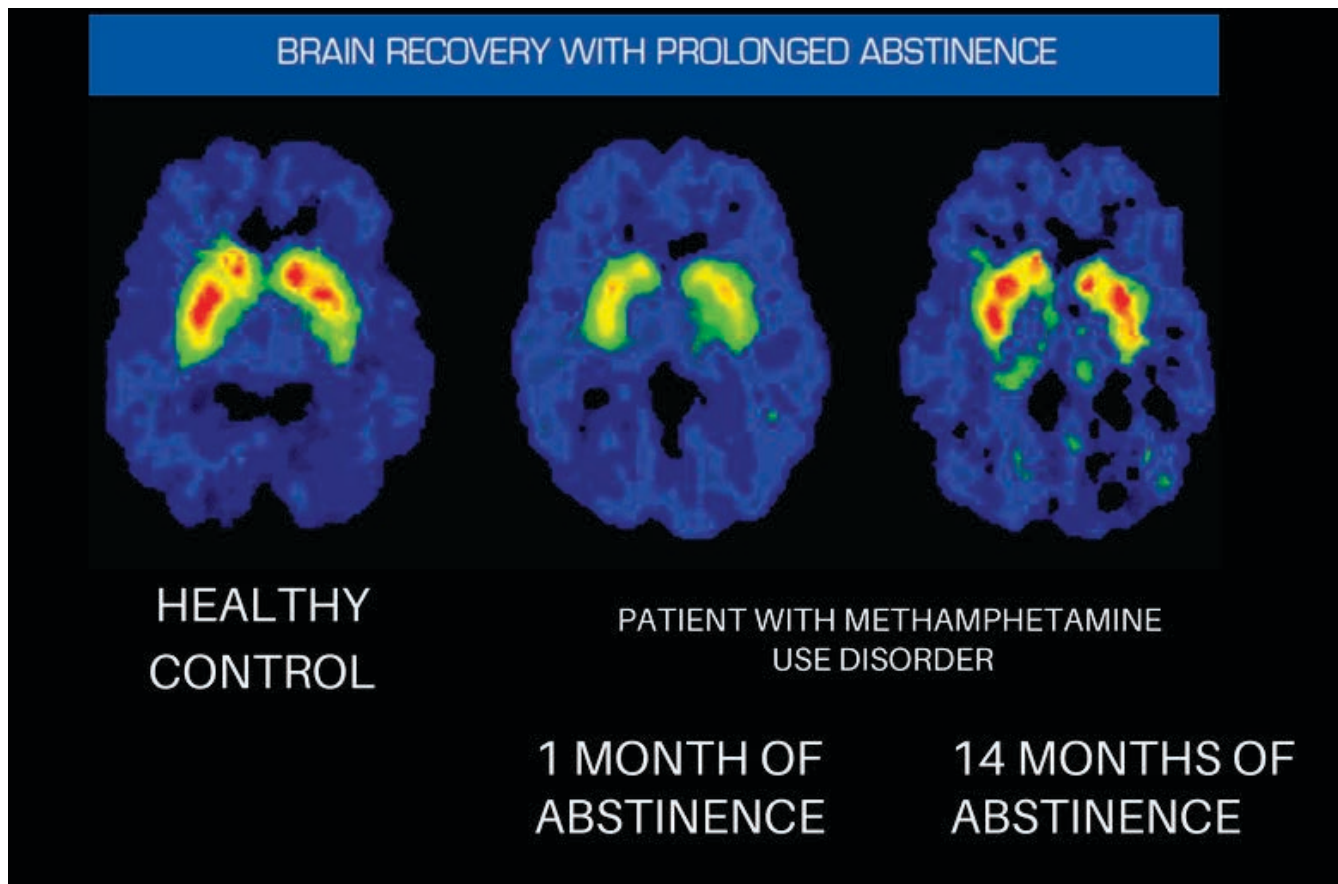 BRAIN RECOVERY WITH PROLONGED ABSTINENCE
HEALTHY
CONTROL
PATIENT WITH METHAMPHETAMINE
USE DISORDER
1 MONTH OF
ABSTINENCE
14 MONTHS OF
ABSTINENCE